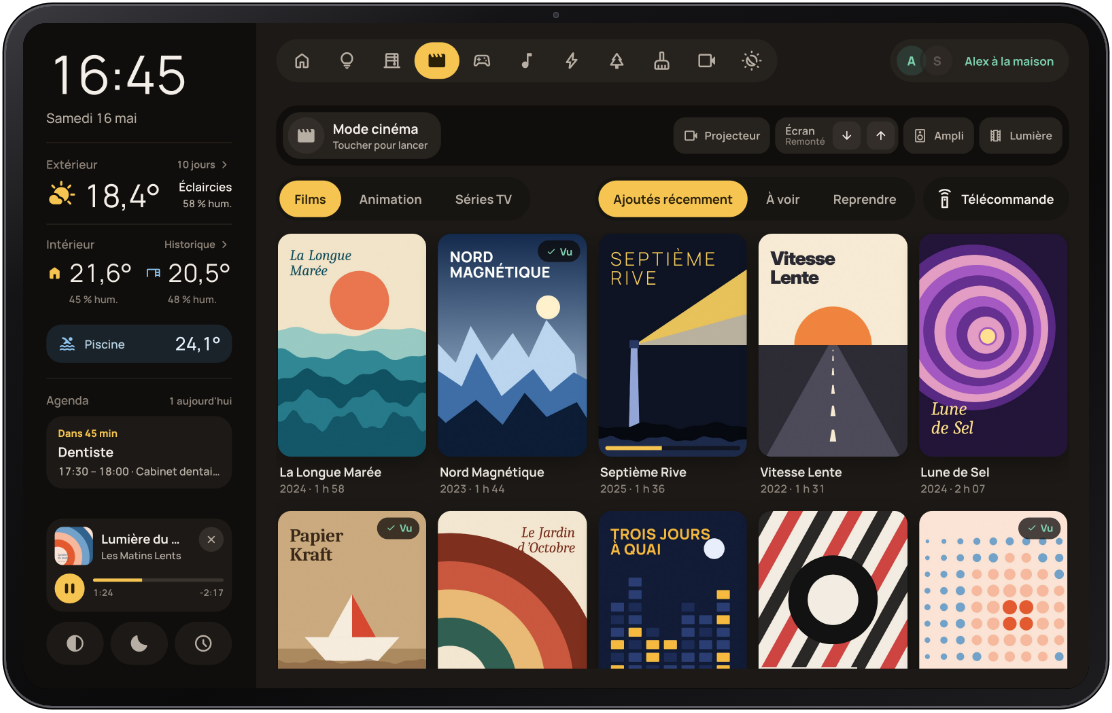 16:45
Samedi 16 mai
Extérieur
10 jours
18,4°
Éclaircies
58 % hum.
Intérieur
Historique
21,6°
20,5°
45 % hum.
48 % hum.
Piscine
24,1°
Agenda
1 aujourd'hui
Dans 45 min
Dentiste
17:30 – 18:00 · Cabinet dentai...
Lumière du ...
Les Matins Lents
1:24
-2:17
A
S
Alex à la maison
Mode cinéma
Toucher pour lancer
Projecteur
Écran
Remonté
Ampli
Lumière
Films
Animation
Séries TV
Ajoutés récemment
À voir
Reprendre
Télécommande
La Longue
Marée
La Longue Marée
2024 · 1 h 58
NORD
MAGNÉTIQUE
Vu
Nord Magnétique
2023 · 1 h 44
SEPTIÈME
RIVE
Septième Rive
2025 · 1 h 36
Vitesse
Lente
Vitesse Lente
2022 · 1 h 31
Lune
de Sel
Lune de Sel
2024 · 2 h 07
Papier
Kraft
Vu
Le Jardin
d'Octobre
TROIS JOURS
À QUAI
Vu